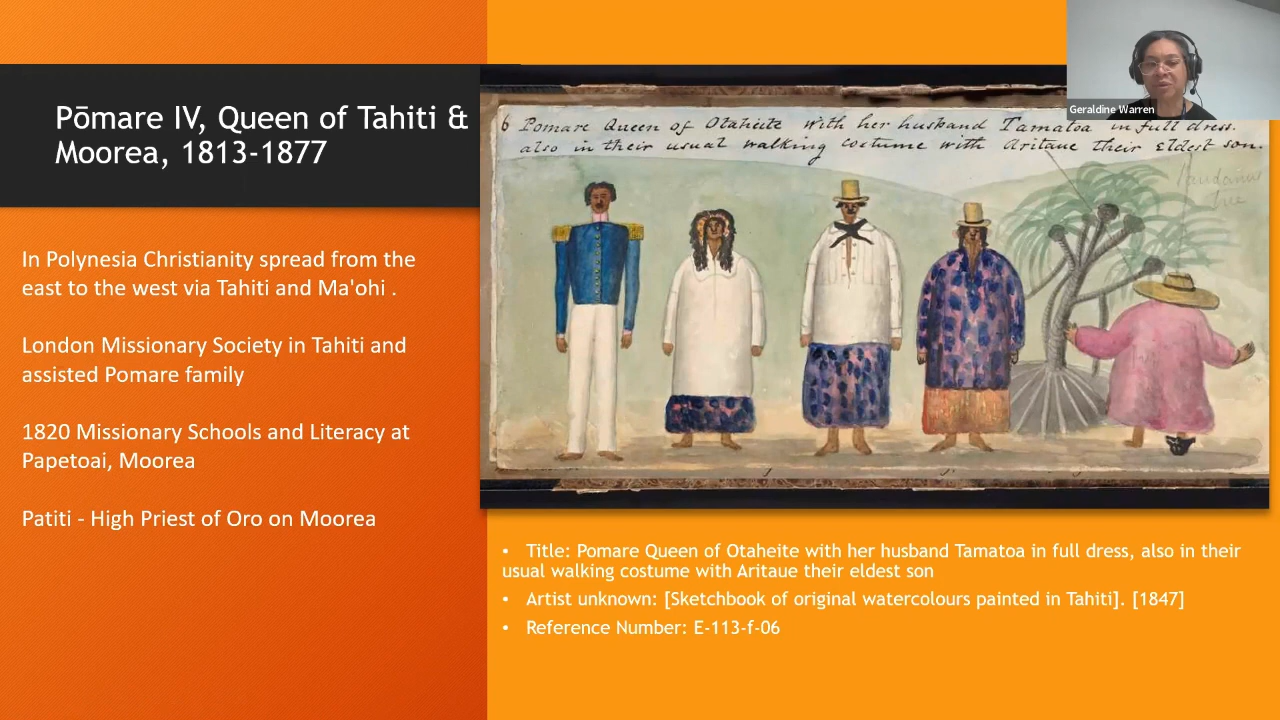 Pōmare IV, Queen of Tahiti &
Moorea, 1813-1877
In Polynesia Christianity spread from the
east to the west via Tahiti and Ma'ohi .
London Missionary Society in Tahiti and
assisted Pomare family
1820 Missionary Schools and Literacy at
Papetoai, Moorea
Patiti - High Priest of Oro on Moorea
6 Pomare Queen of Otaheite with her husband Tamatoa in full dress.
also in their usual walking costume with Aritaue their eldest son.
Pandanus
tree
Geraldine Warren
• Title: Pomare Queen of Otaheite with her husband Tamatoa in full dress, also in their
usual walking costume with Aritaue their eldest son
• Artist unknown: [Sketchbook of original watercolours painted in Tahiti]. [1847]
• Reference Number: E-113-f-06